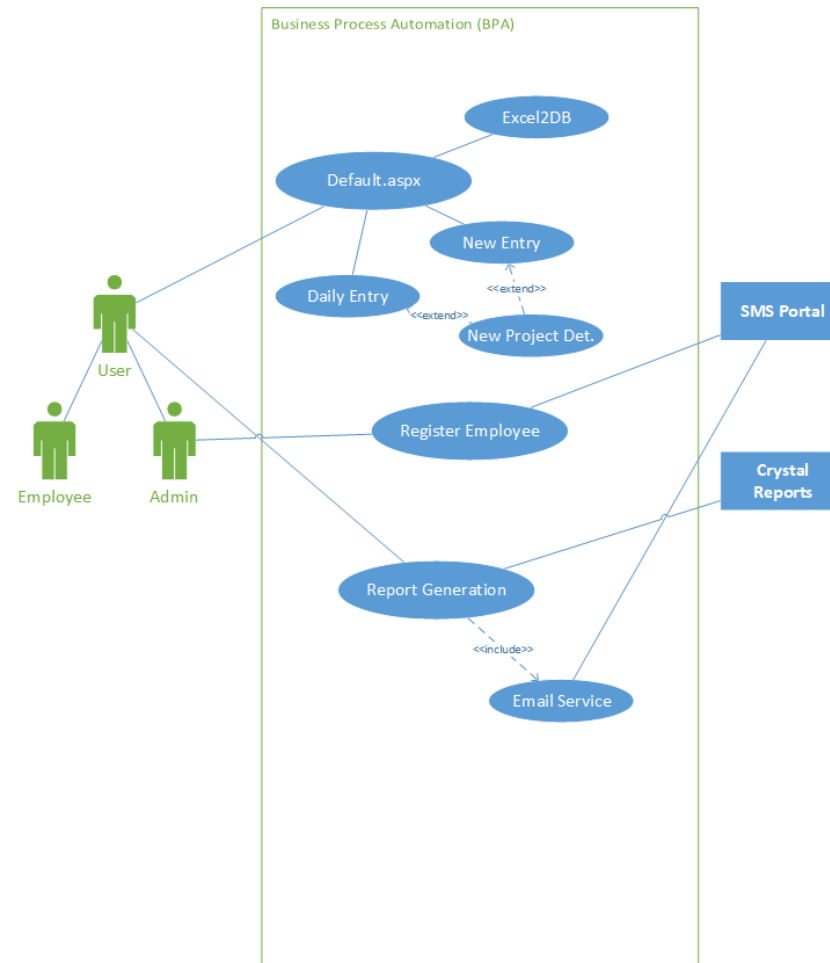 Business Process Automation (BPA)
Excel2DB
Default.aspx
New Entry
Daily Entry
<<extend>>
<<extend>>
New Project Det.
SMS Portal
User
Register Employee
Employee
Admin
Crystal
Reports
Report Generation
<<include>>
Email Service